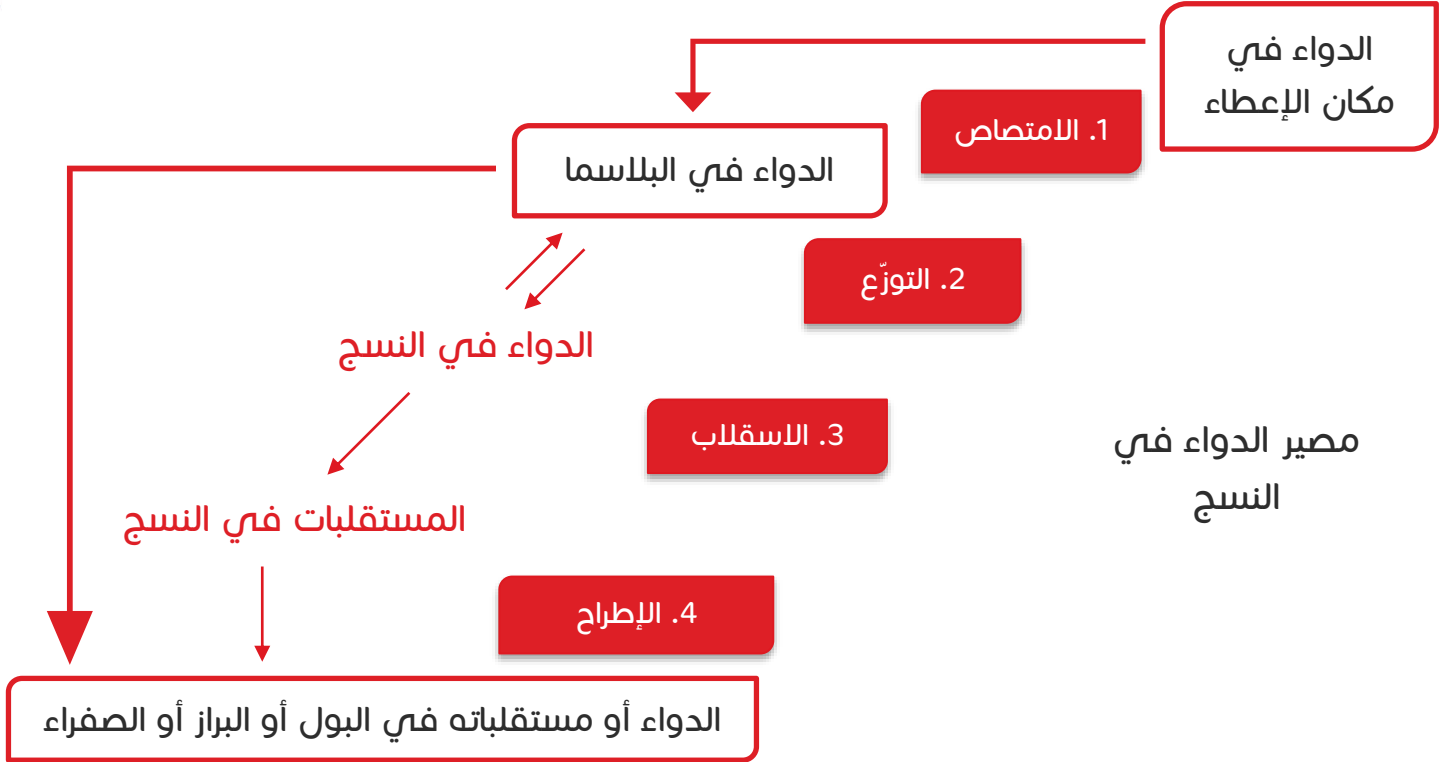 الدواء في
مكان الإعطاء
1. الامتصاص
الدواء في البلاسما
2. التوزّع
الدواء في النسج
3. الاسقلاب
مصير الدواء في
النسج
المستقلبات في النسج
4. الإطراح
الدواء أو مستقلباته في البول أو البراز أو الصفراء